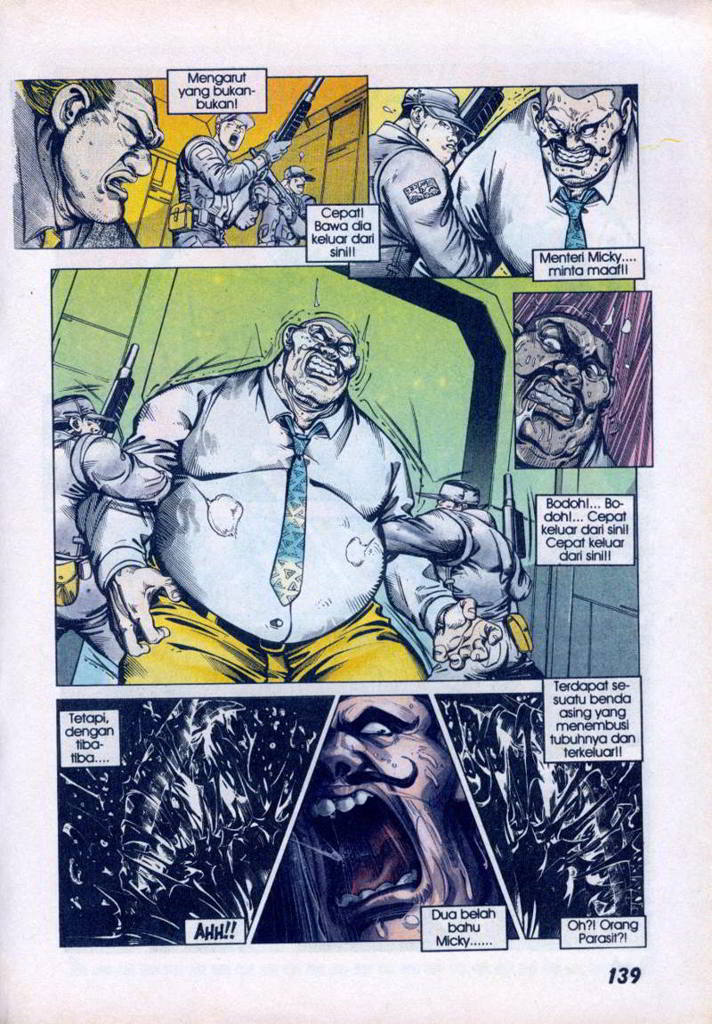 Mengarut
yang bukan-
bukan!
Cepat!
Bawa dia
keluar dari
sini!!
Menteri Micky....
minta maaf!!
Bodoh!... Bo-
doh!... Cepat
keluar dari sini!
Cepat keluar
dari sini!!
Tetapi,
dengan
tiba-
tiba....
AHH!!
Dua belah
bahu
Micky......
Terdapat se-
suatu benda
asing yang
menembusi
tubuhnya dan
terkeluar!!
Oh?! Orang
Parasit?!
139